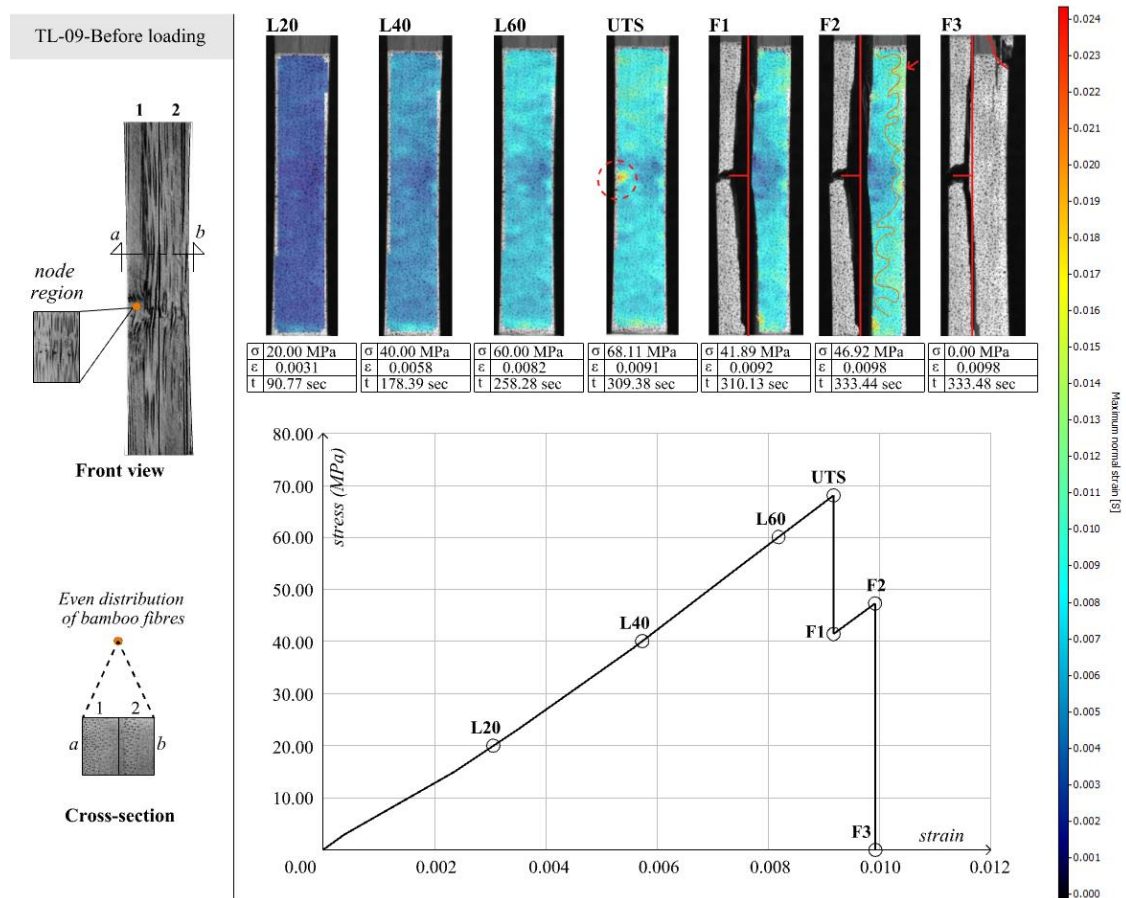 TL-09-Before loading
1 2
a b
node
region
Front view
Even distribution
of bamboo fibres
1 2
a b
Cross-section
L20 L40 L60 UTS F1 F2 F3
σ 20.00 MPa σ 40.00 MPa σ 60.00 MPa σ 68.11 MPa σ 41.89 MPa σ 46.92 MPa σ 0.00 MPa
ε 0.0031 ε 0.0058 ε 0.0082 ε 0.0091 ε 0.0092 ε 0.0098 ε 0.0098
t 90.77 sec t 178.39 sec t 258.28 sec t 309.38 sec t 310.13 sec t 333.44 sec t 333.48 sec
80.00
70.00
60.00
50.00
40.00
30.00
20.00
10.00
0.00
stress (MPa)
L20
L40
L60
UTS
F1
F2
F3
strain
0.002 0.004 0.006 0.008 0.010 0.012
0.024
0.023
0.022
0.021
0.020
0.019
0.018
0.017
0.016
0.015
0.014
0.013
0.012
0.011
0.010
0.009
0.008
0.007
0.006
0.005
0.004
0.003
0.002
0.001
0.000
Maximum normal strain [S]